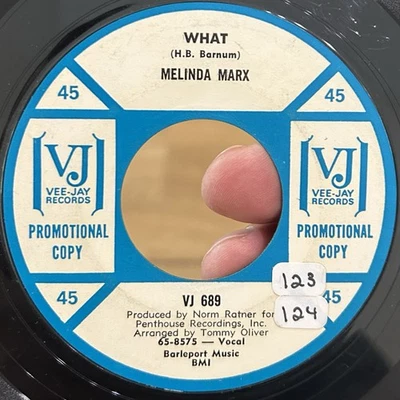 WHAT
(H.B. Barnum)
MELINDA MARX
45
45
VJ
VEE-JAY
RECORDS
PROMOTIONAL
COPY
VJ
VEE-JAY
RECORDS
PROMOTIONAL
COPY
45
45
VJ 689
Produced by Norm Ratner for
Penthouse Recordings, Inc.
Arranged by Tommy Oliver
65-8575 — Vocal
Barleport Music
BMI
123
124